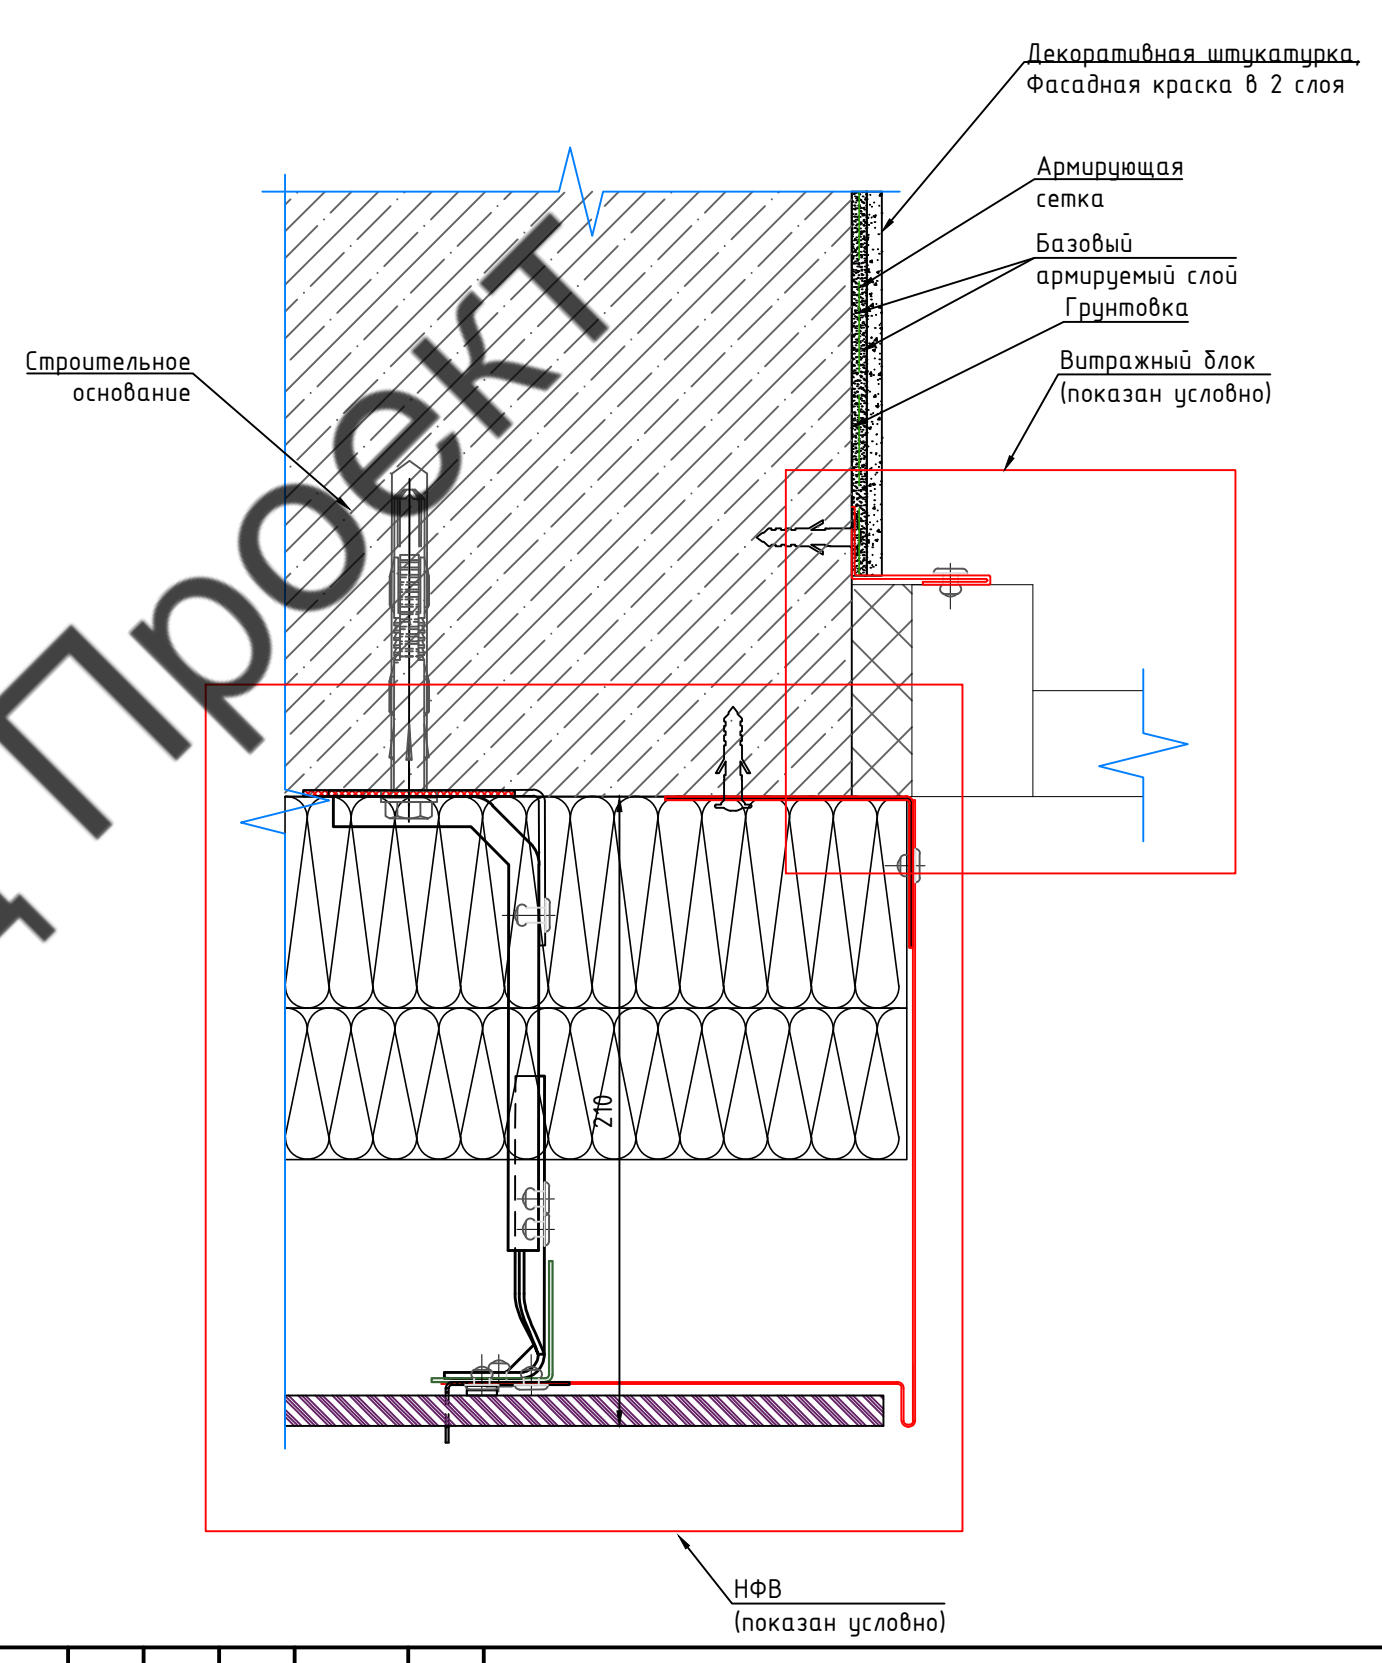 Декоративная штукатурка,
Фасадная краска в 2 слоя
Армирующая
сетка
Базовый
армируемый слой
Грунтовка
Витражный блок
(показан условно)
Строительное
основание
Проект
210
НФВ
(показан условно)